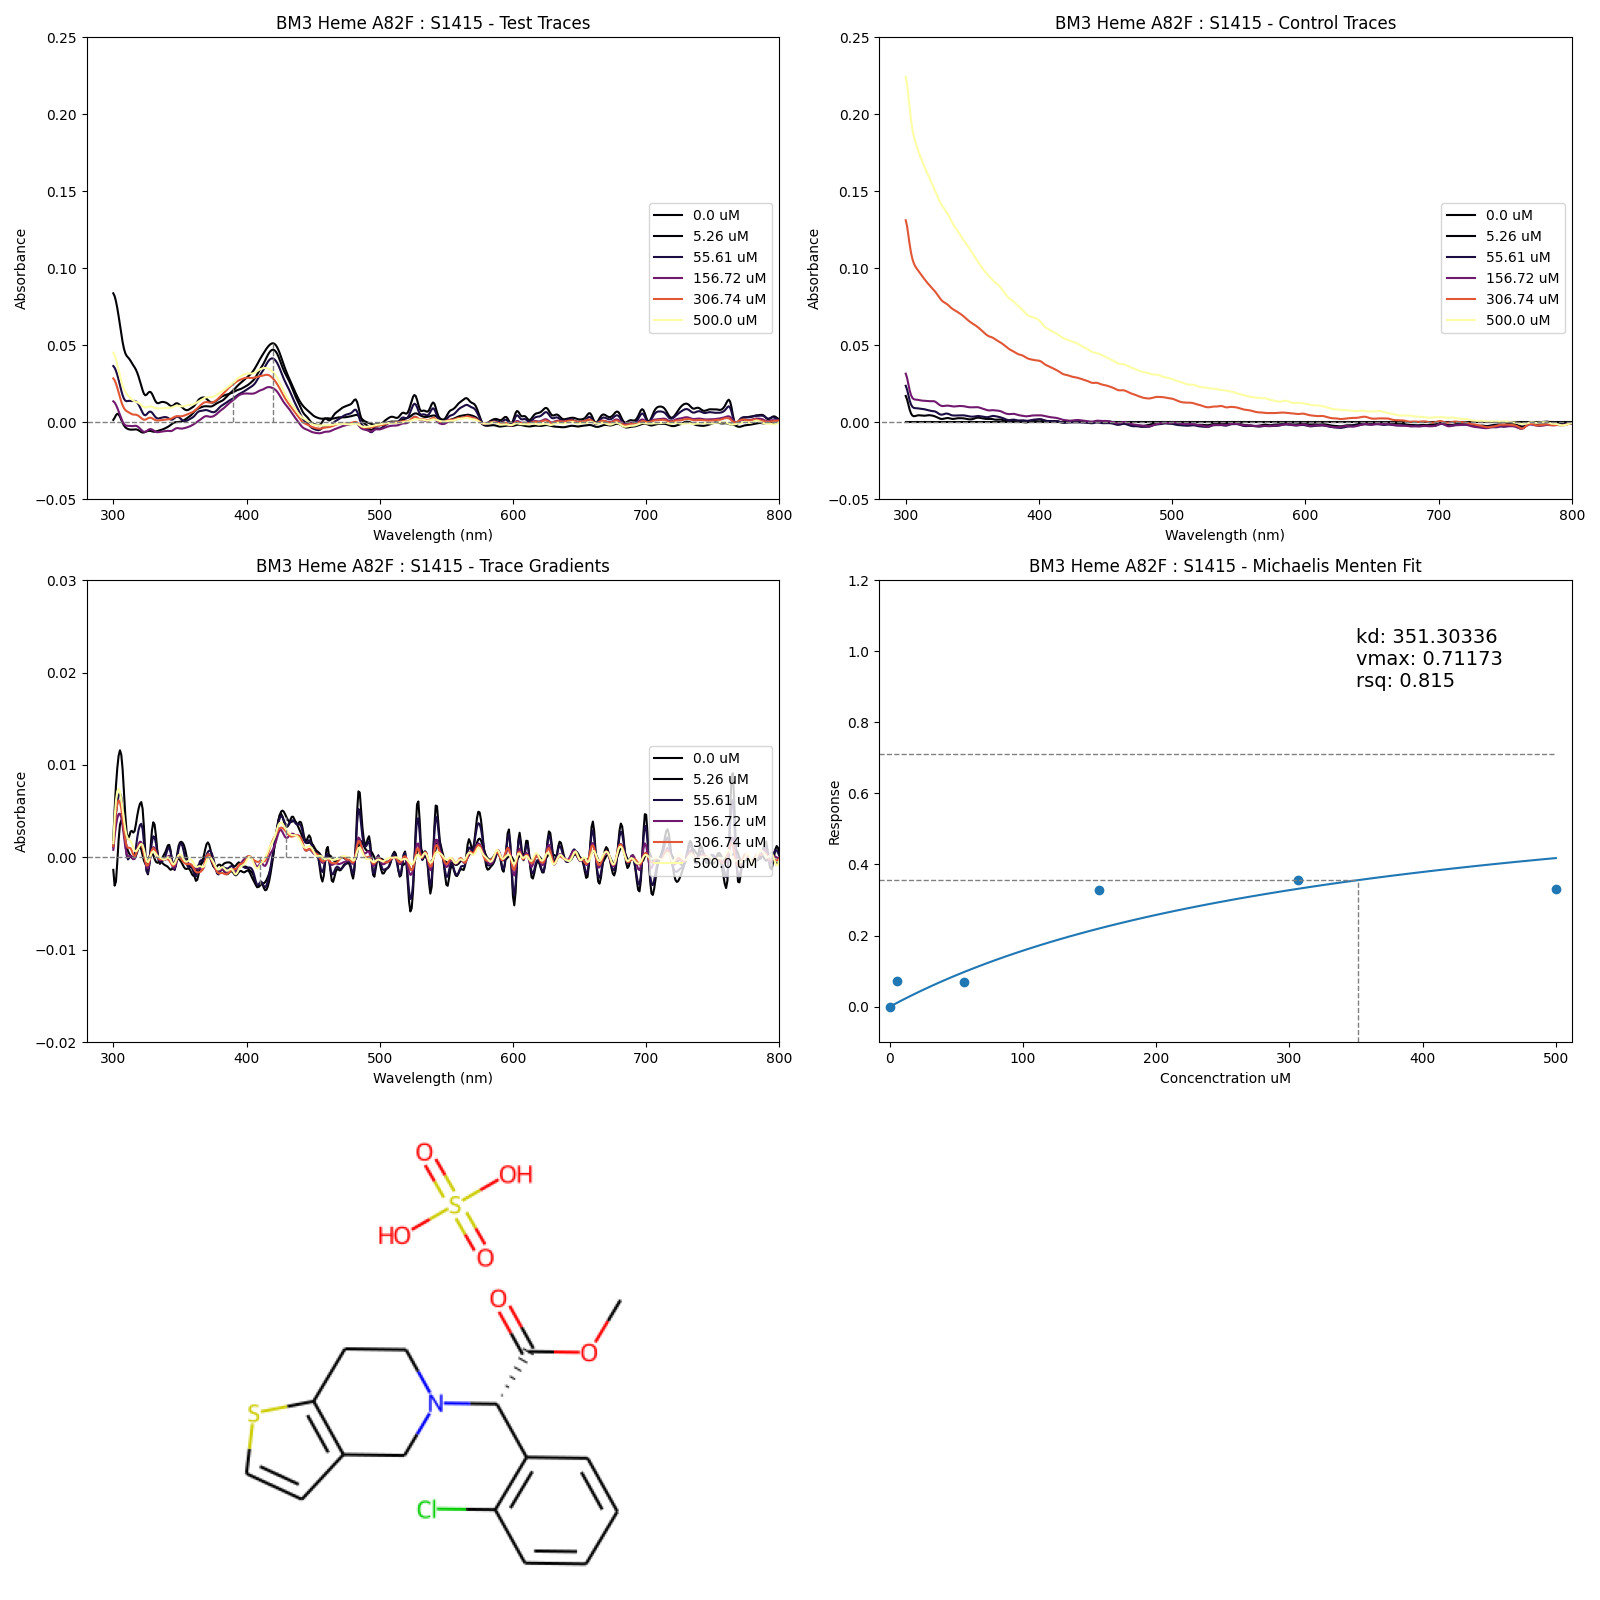 BM3 Heme A82F : S1415 - Test Traces
0.25
0.20
0.15
0.10
0.05
0.00
−0.05
Absorbance
300 400 500 600 700 800
Wavelength (nm)
0.0 uM
5.26 uM
55.61 uM
156.72 uM
306.74 uM
500.0 uM
BM3 Heme A82F : S1415 - Control Traces
0.25
0.20
0.15
0.10
0.05
0.00
−0.05
Absorbance
300 400 500 600 700 800
Wavelength (nm)
0.0 uM
5.26 uM
55.61 uM
156.72 uM
306.74 uM
500.0 uM
BM3 Heme A82F : S1415 - Trace Gradients
0.03
0.02
0.01
0.00
−0.01
−0.02
Absorbance
300 400 500 600 700 800
Wavelength (nm)
0.0 uM
5.26 uM
55.61 uM
156.72 uM
306.74 uM
500.0 uM
BM3 Heme A82F : S1415 - Michaelis Menten Fit
1.2
1.0
0.8
0.6
0.4
0.2
0.0
Response
kd: 351.30336
vmax: 0.71173
rsq: 0.815
0 100 200 300 400 500
Concenctration uM
O
OH
S
HO
O
O
O
N
S
Cl